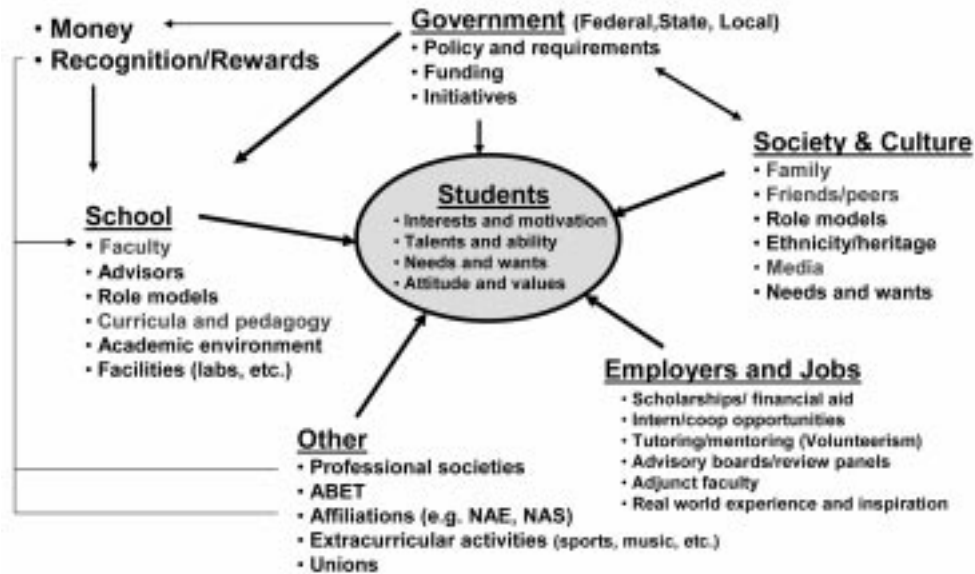 • Money
• Recognition/Rewards
Government (Federal,State, Local)
• Policy and requirements
• Funding
• Initiatives
Society & Culture
• Family
• Friends/peers
• Role models
• Ethnicity/heritage
• Media
• Needs and wants
Students
• Interests and motivation
• Talents and ability
• Needs and wants
• Attitude and values
School
• Faculty
• Advisors
• Role models
• Curricula and pedagogy
• Academic environment
• Facilities (labs, etc.)
Employers and Jobs
• Scholarships/ financial aid
• Intern/coop opportunities
• Tutoring/mentoring (Volunteerism)
• Advisory boards/review panels
• Adjunct faculty
• Real world experience and inspiration
Other
• Professional societies
• ABET
• Affiliations (e.g. NAE, NAS)
• Extracurricular activities (sports, music, etc.)
• Unions